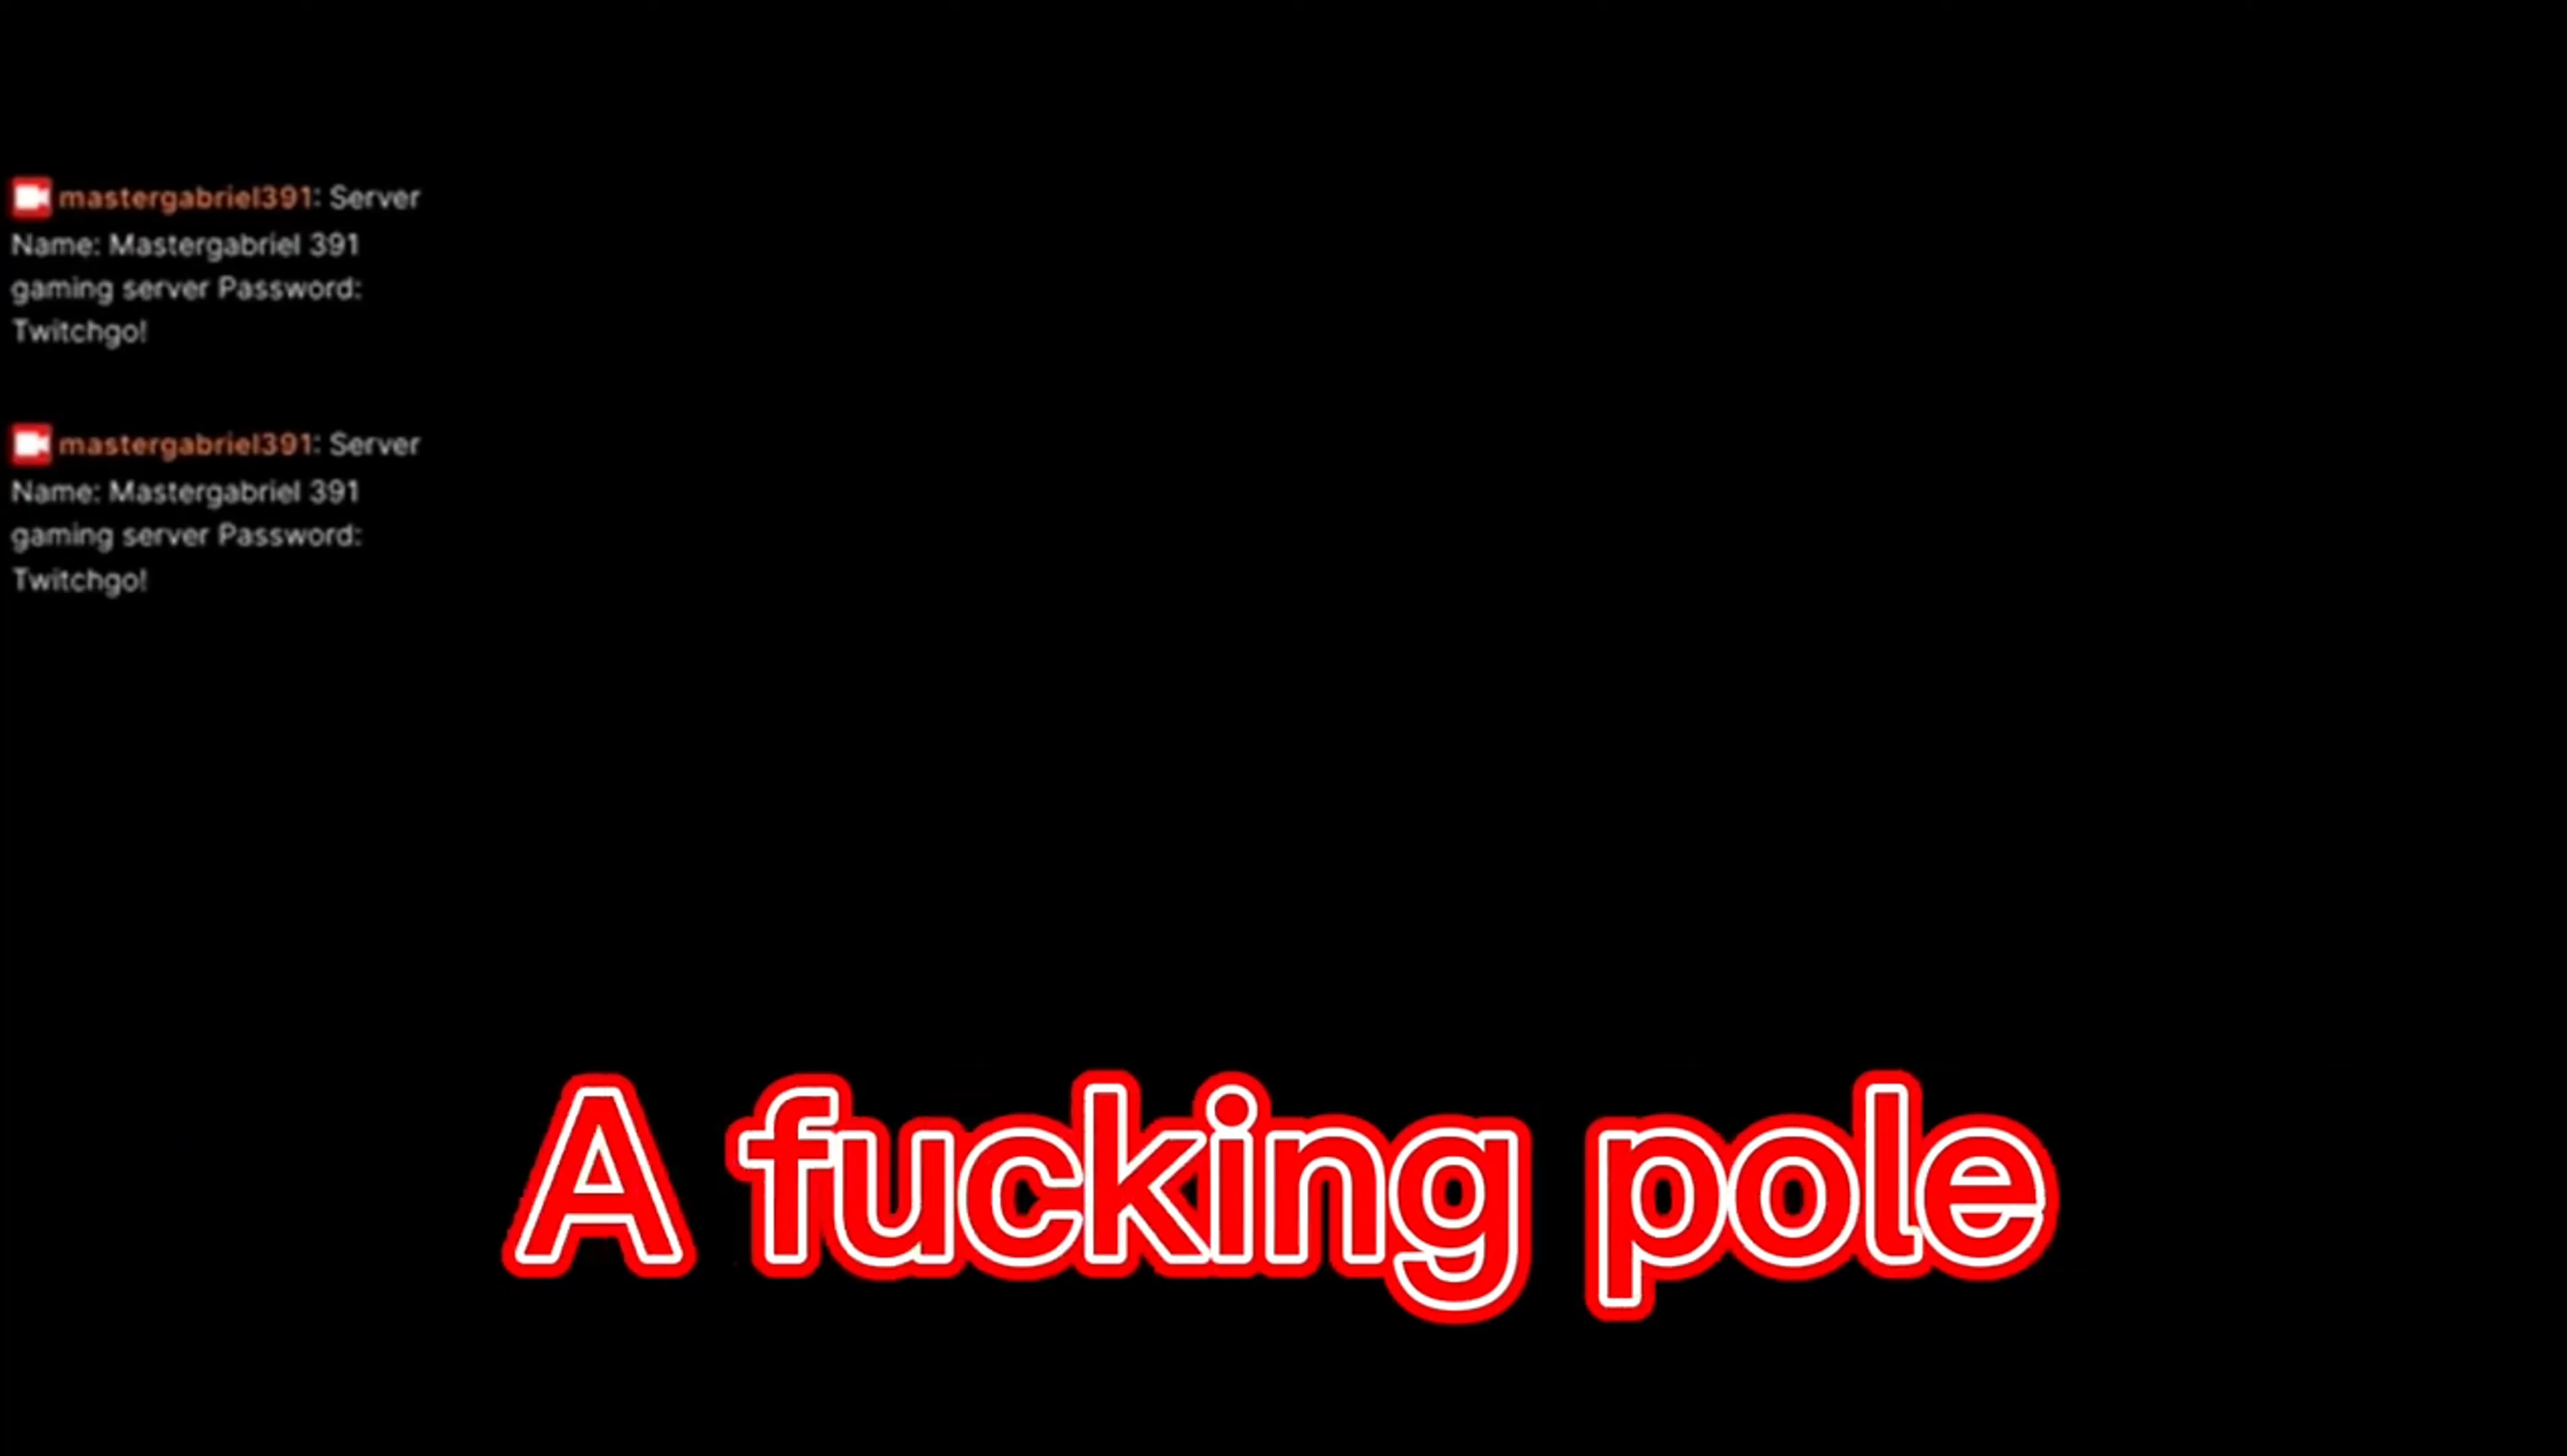 mastergabriel391: Server
Name: Mastergabriel 391
gaming server Password:
Twitchgo!
mastergabriel391: Server
Name: Mastergabriel 391
gaming server Password:
Twitchgo!
A fucking pole